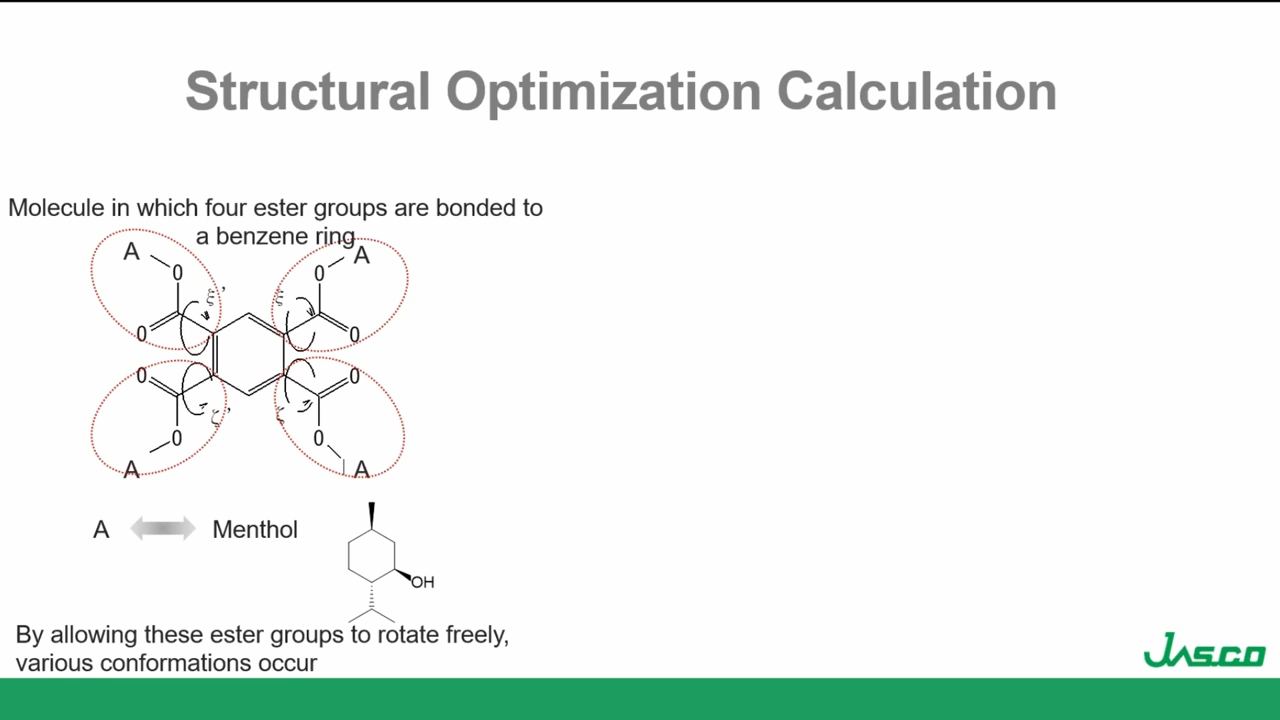 Structural Optimization Calculation
Molecule in which four ester groups are bonded to
a benzene ring
A A
O O
ξ' ξ
O O
O O
ζ' ζ
O O
A A
A Menthol
OH
By allowing these ester groups to rotate freely,
various conformations occur
JASCO